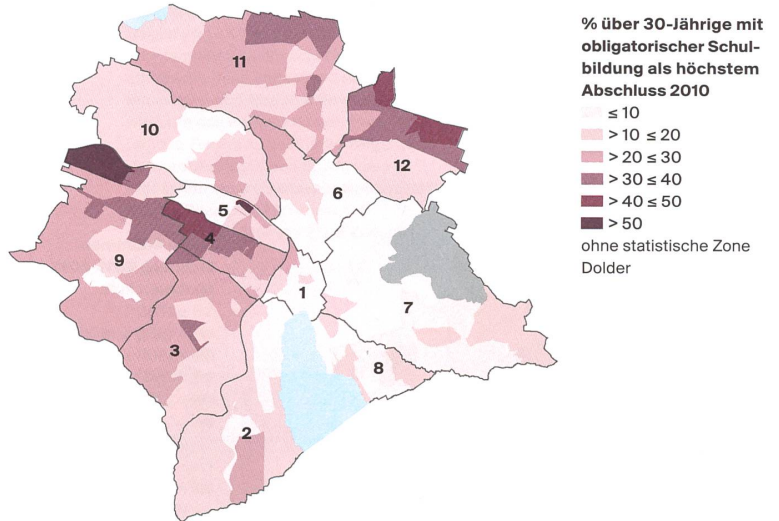 % über 30-Jährige mit
obligatorischer Schul-
bildung als höchstem
Abschluss 2010
≤ 10
> 10 ≤ 20
> 20 ≤ 30
> 30 ≤ 40
> 40 ≤ 50
> 50
ohne statistische Zone
Dolder
11
10
12
6
5
4
9
1
7
3
8
2